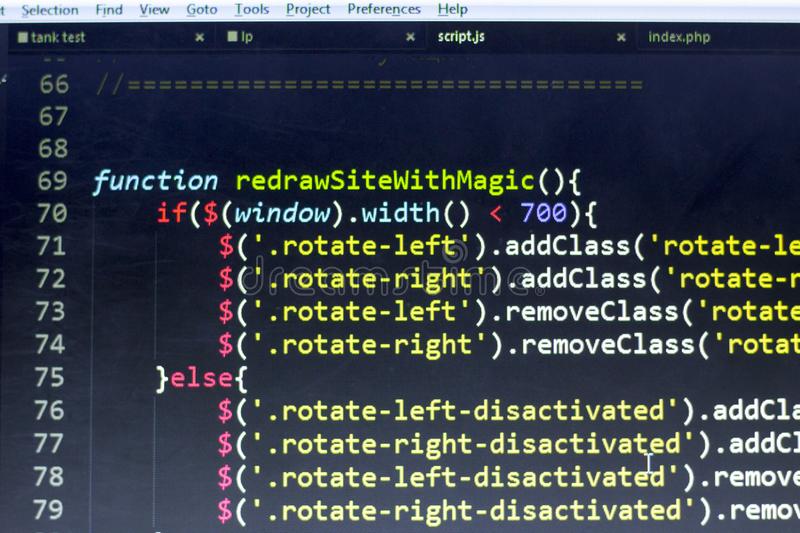 Selection Find View Goto Tools Project Preferences Help
tank test × lp × script.js × index.php
66 //=================================
67
68
69 function redrawSiteWithMagic(){
70 if($(window).width() < 700){
71 $('.rotate-left').addClass('rotate-le
72 $('.rotate-right').addClass('rotate-r
73 $('.rotate-left').removeClass('rotate
74 $('.rotate-right').removeClass('rotat
75 }else{
76 $('.rotate-left-disactivated').addCla
77 $('.rotate-right-disactivated').addCl
78 $('.rotate-left-disactivated').remove
79 $('.rotate-right-disactivated').remov
dreamstime.